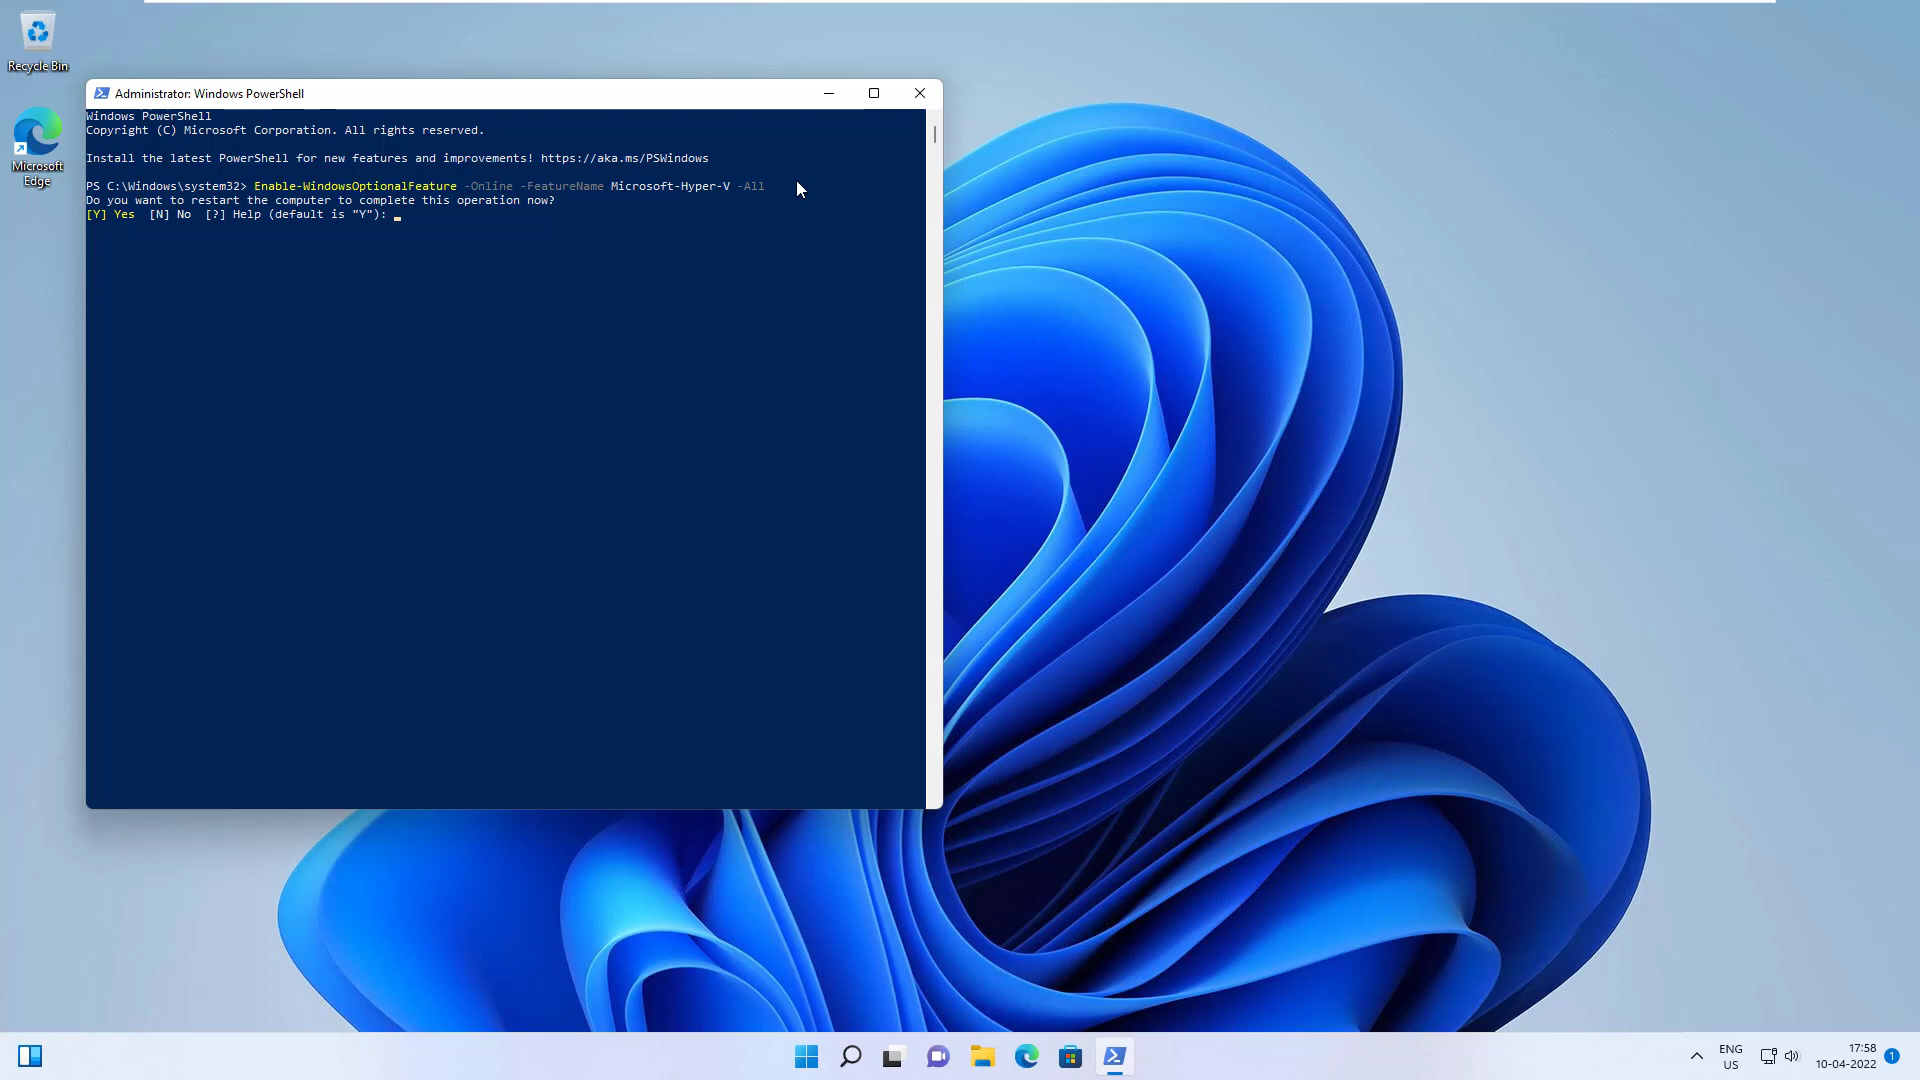 Recycle Bin
Microsoft
Edge
Administrator: Windows PowerShell
Windows PowerShell
Copyright (C) Microsoft Corporation. All rights reserved.
Install the latest PowerShell for new features and improvements! https://aka.ms/PSWindows
PS C:\Windows\system32> Enable-WindowsOptionalFeature -Online -FeatureName Microsoft-Hyper-V -All
Do you want to restart the computer to complete this operation now?
[Y] Yes  [N] No  [?] Help (default is "Y"):
ENG
US
17:58
10-04-2022
1